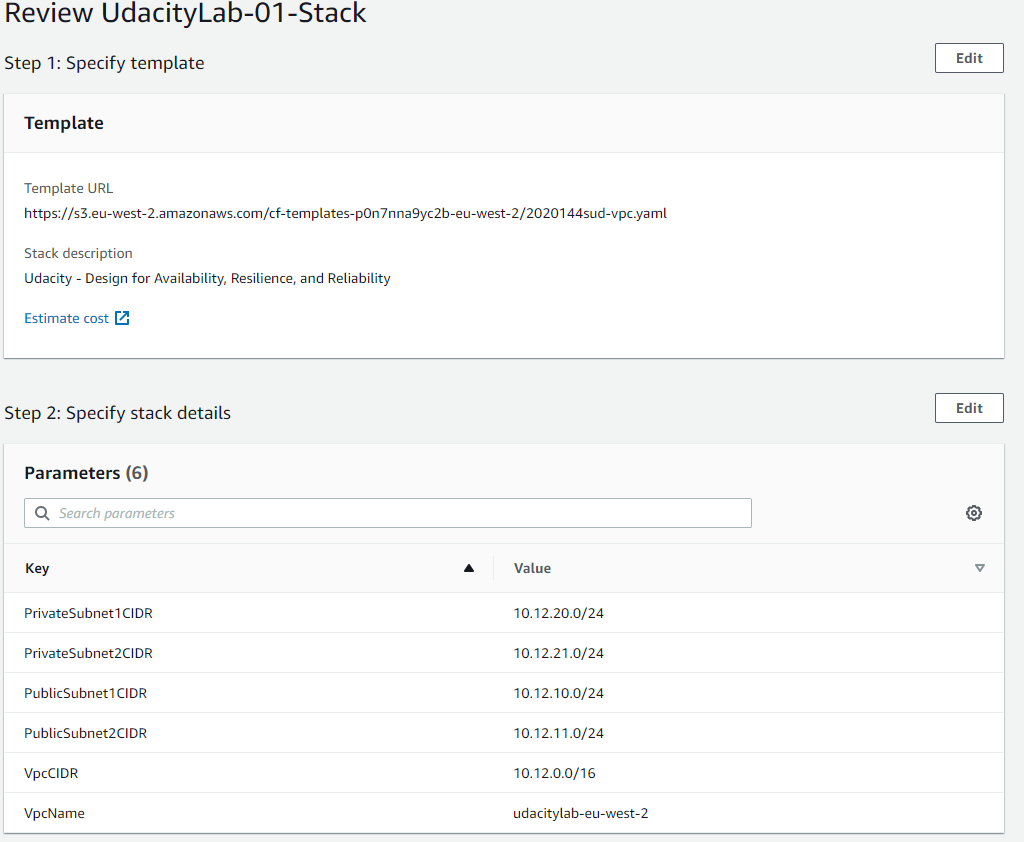 Review UdacityLab-01-Stack
Step 1: Specify template
Edit
Template
Template URL
https://s3.eu-west-2.amazonaws.com/cf-templates-p0n7nna9yc2b-eu-west-2/2020144sud-vpc.yaml
Stack description
Udacity - Design for Availability, Resilience, and Reliability
Estimate cost
Step 2: Specify stack details
Edit
Parameters (6)
Search parameters
Key Value
PrivateSubnet1CIDR 10.12.20.0/24
PrivateSubnet2CIDR 10.12.21.0/24
PublicSubnet1CIDR 10.12.10.0/24
PublicSubnet2CIDR 10.12.11.0/24
VpcCIDR 10.12.0.0/16
VpcName udacitylab-eu-west-2